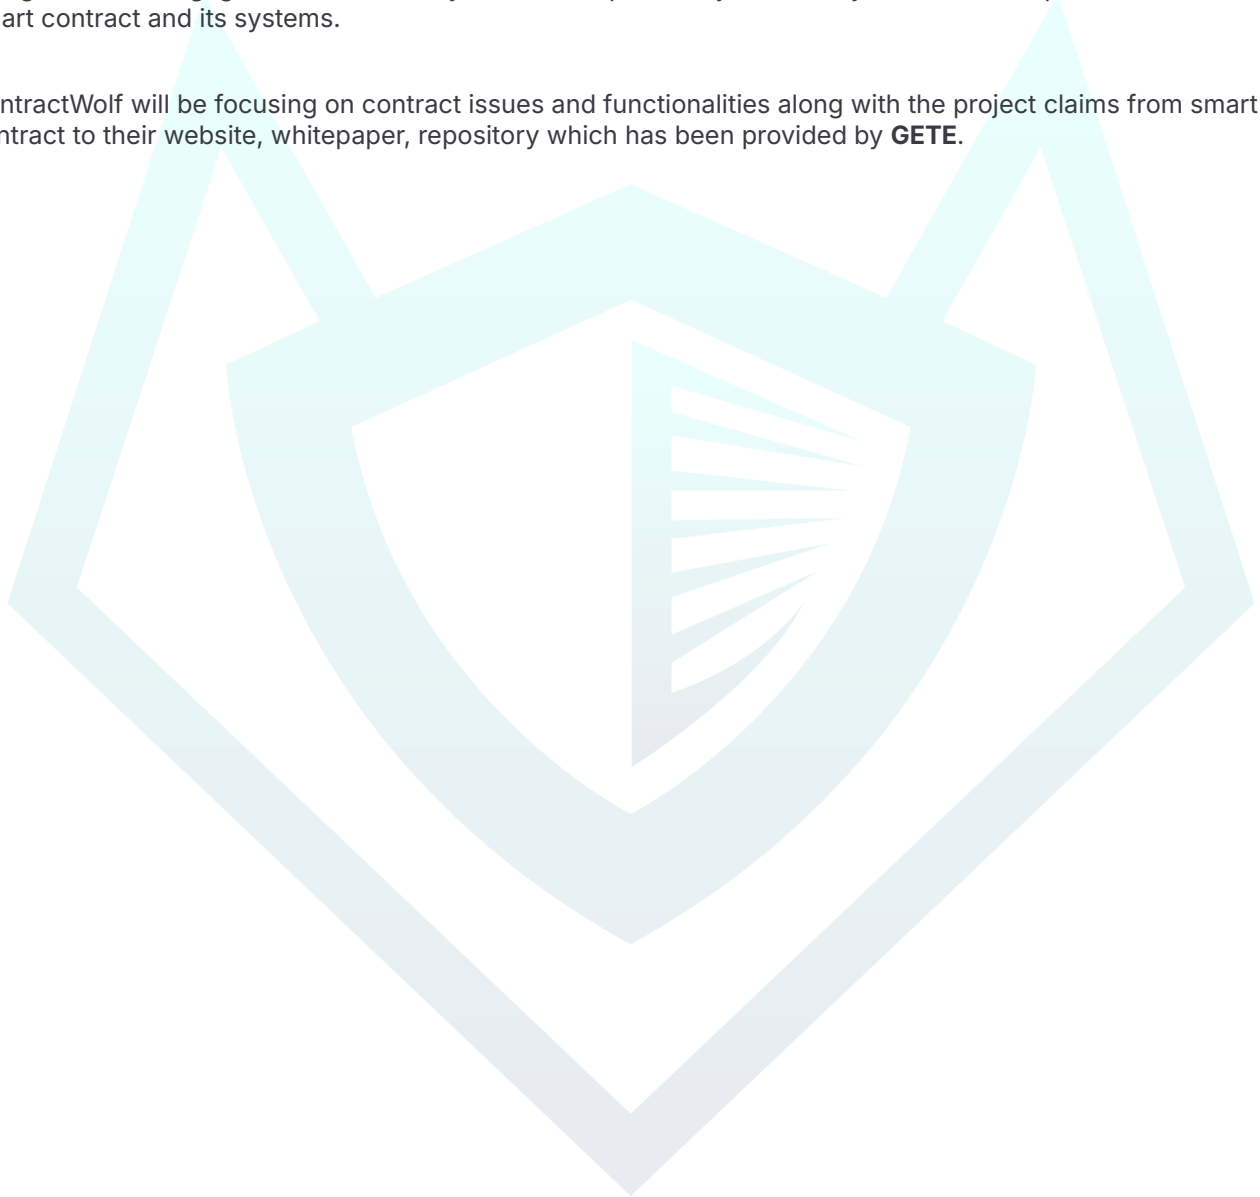 art contract and its systems.
ntractWolf will be focusing on contract issues and functionalities along with the project claims from smart
ntract to their website, whitepaper, repository which has been provided by GETE.